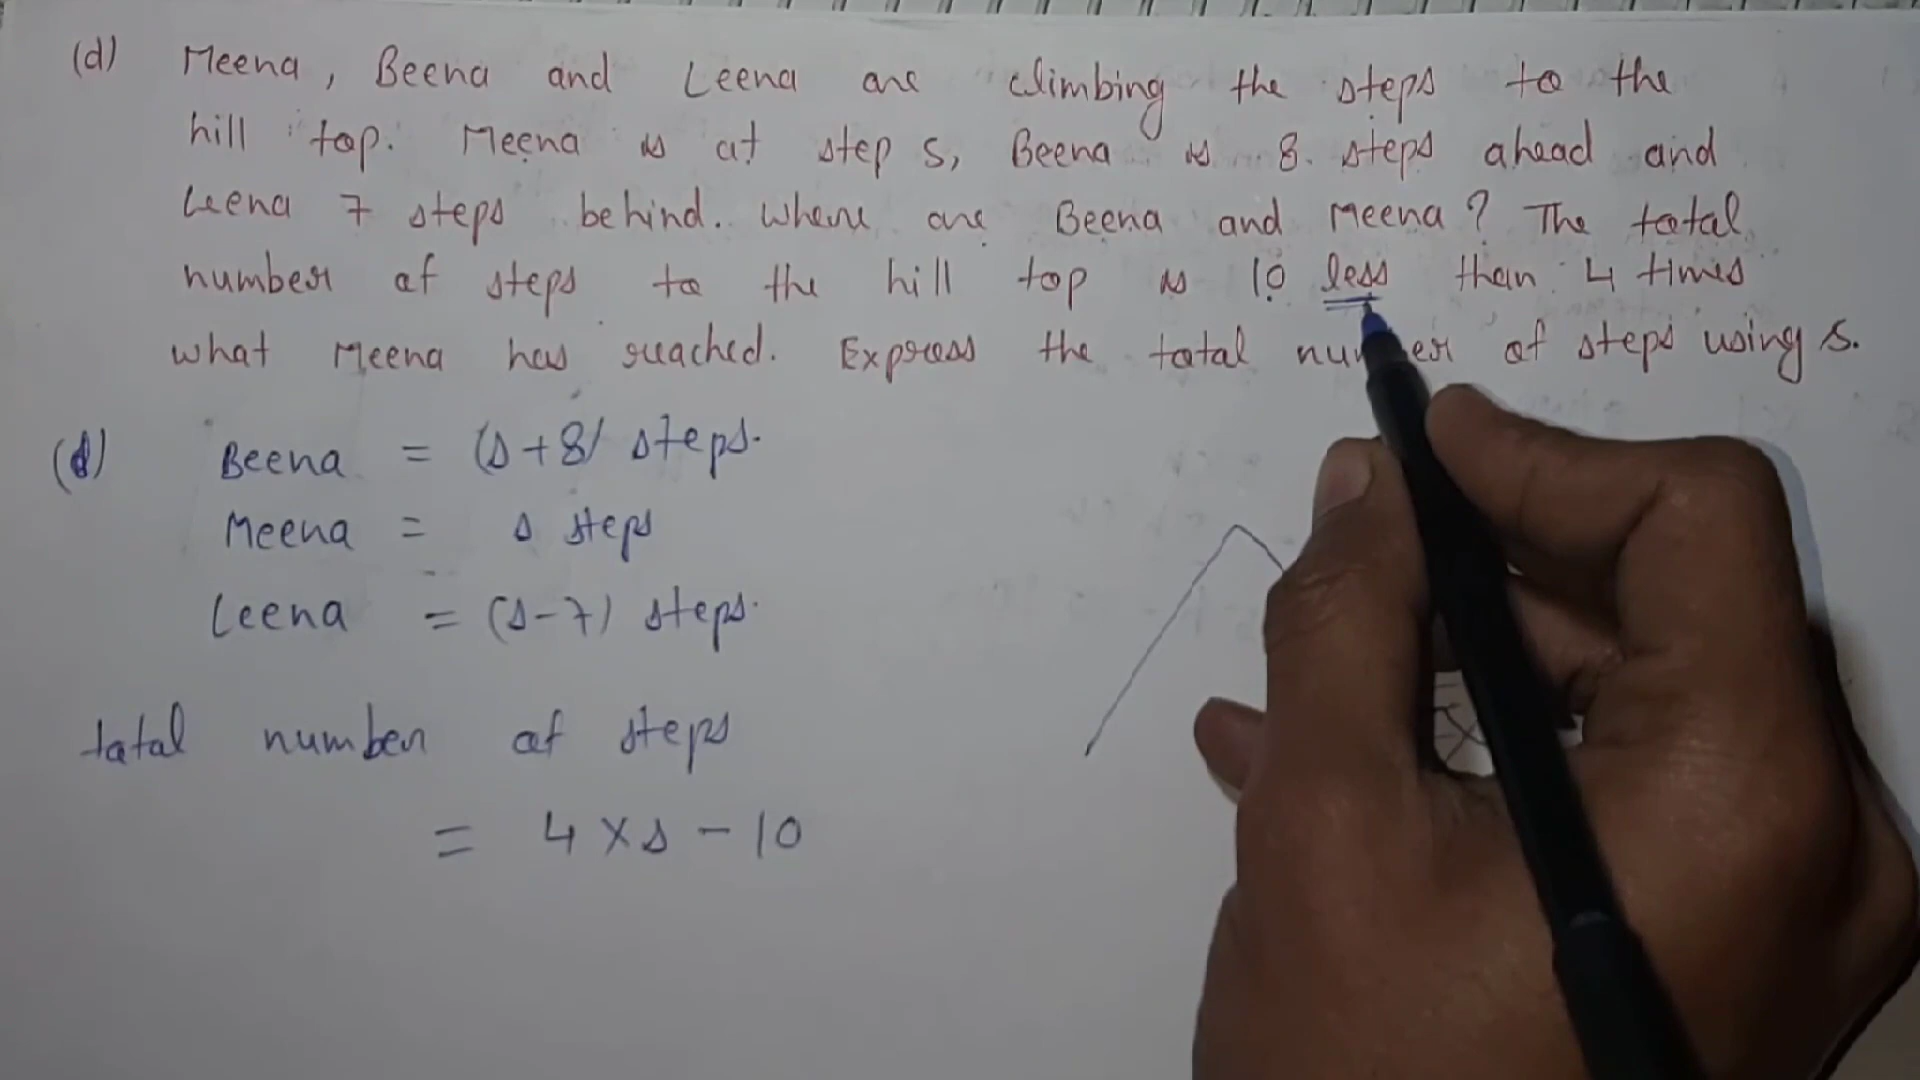 (d) Meena, Beena and Leena are climbing the steps to the
hill top. Meena is at step s, Beena is 8 steps ahead and
Leena 7 steps behind. Where are Beena and Meena? The total
number of steps to the hill top is 10 less than 4 times
what Meena has reached. Express the total number of steps using s.
(d) Beena = (s+8) steps.
Meena = s steps
Leena = (s-7) steps.
total number of steps
= 4 × s - 10